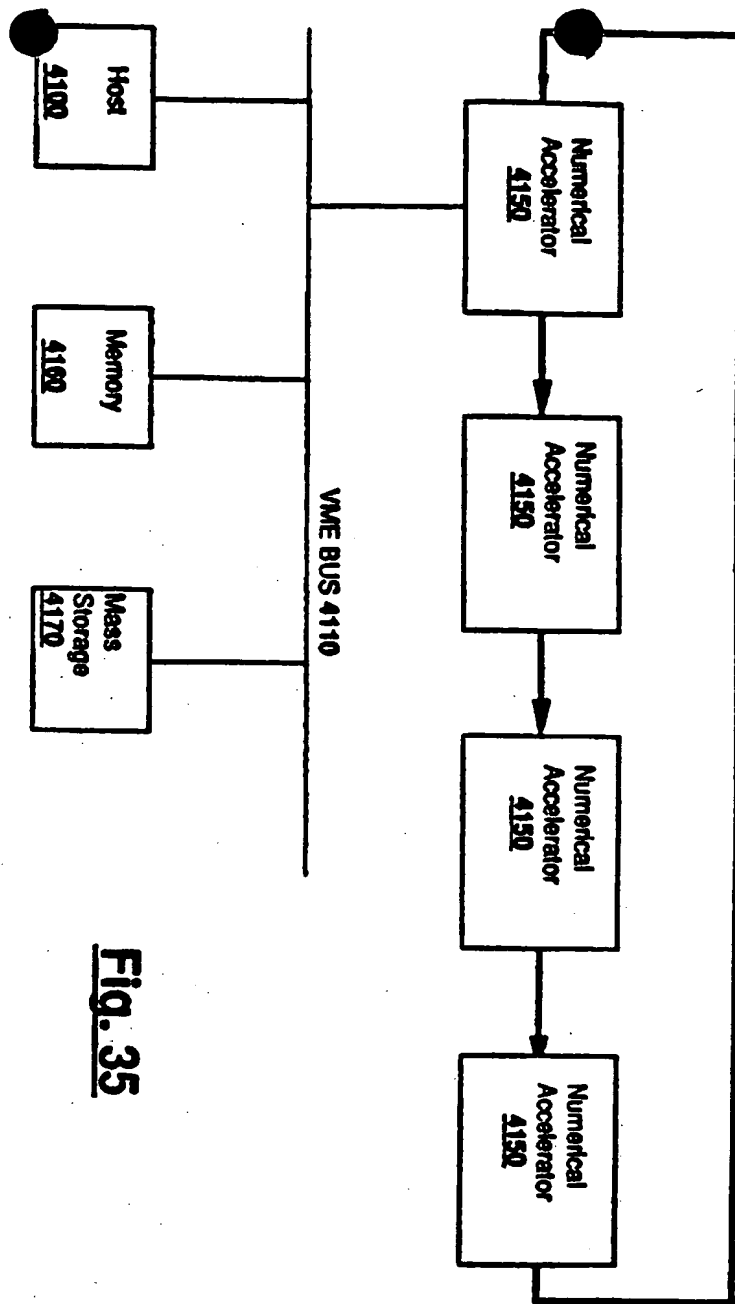 Numerical
Accelerator
4150
Numerical
Accelerator
4150
Numerical
Accelerator
4150
Numerical
Accelerator
4150
VME BUS 4110
Host
4100
Memory
4160
Mass
Storage
4170
Fig. 35